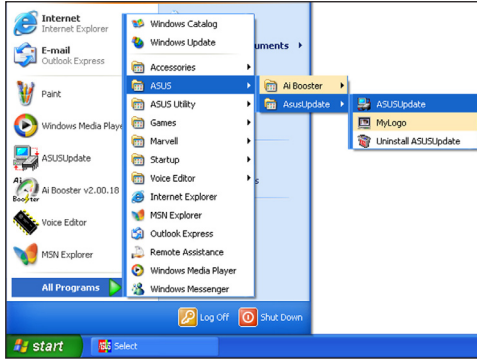 Internet
Internet Explorer
E-mail
Outlook Express
Paint
Windows Media Playe
ASUSUpdate
Ai Booster v2.00.18
Voice Editor
MSN Explorer
All Programs
Windows Catalog
Windows Update
Accessories
ASUS
ASUS Utility
Games
Marvell
Startup
Voice Editor
Internet Explorer
MSN Explorer
Outlook Express
Remote Assistance
Windows Media Player
Windows Messenger
uments
s
Ai Booster
AsusUpdate
ASUSUpdate
MyLogo
Uninstall ASUSUpdate
Log Off
Shut Down
start
Select